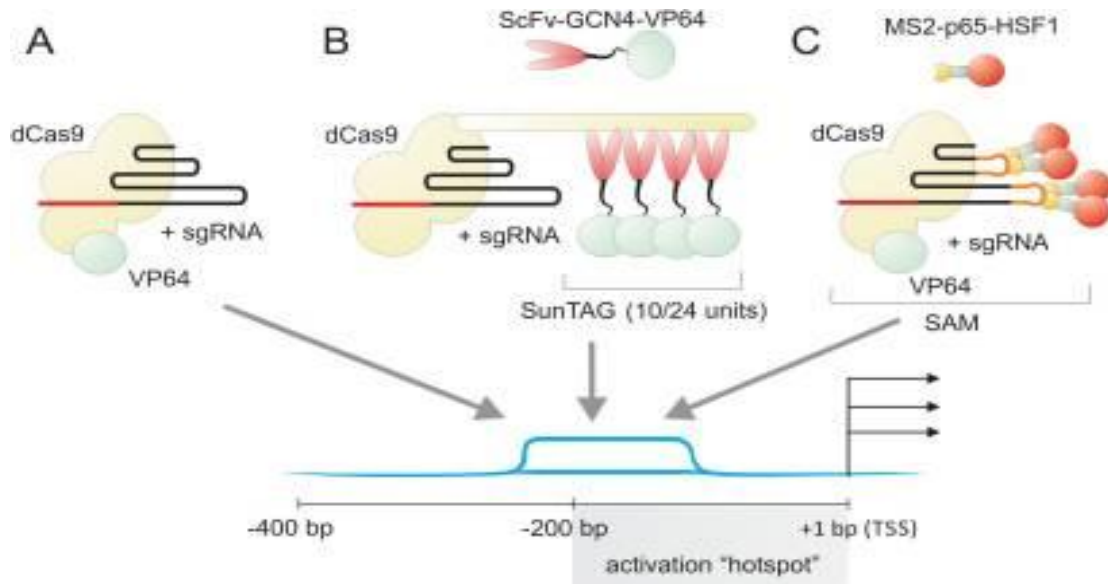 A
B
ScFv-GCN4-VP64
C
MS2-p65-HSF1
dCas9
+ sgRNA
VP64
dCas9
+ sgRNA
SunTAG (10/24 units)
dCas9
+ sgRNA
VP64
SAM
-400 bp
-200 bp
+1 bp (TSS)
activation "hotspot"